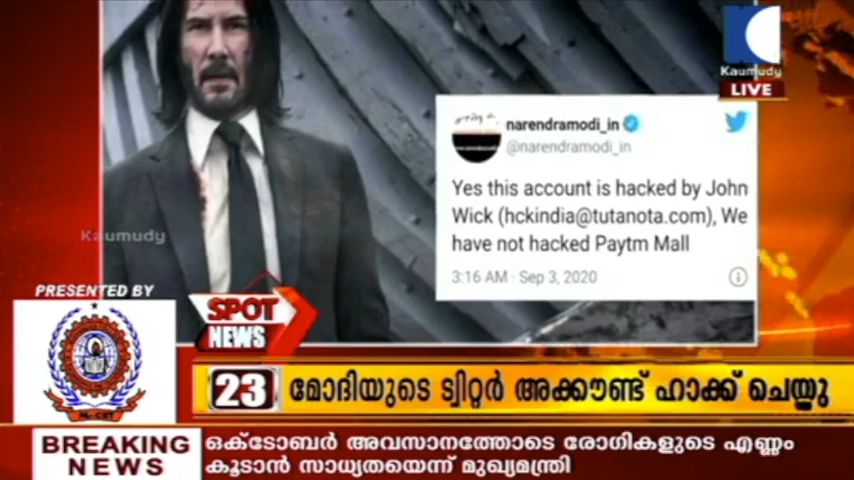 Kaumudy
LIVE
narendramodi_in
@narendramodi_in
Yes this account is hacked by John
Wick (hckindia@tutanota.com), We
have not hacked Paytm Mall
3:16 AM · Sep 3, 2020
Kaumudy
PRESENTED BY
SPOT
NEWS
23 മോദിയുടെ ട്വിറ്റർ അക്കൗണ്ട് ഹാക്ക് ചെയ്തു
BREAKING
NEWS
ഒക്ടോബർ അവസാനത്തോടെ രോഗികളുടെ എണ്ണം
കൂടാൻ സാധ്യതയെന്ന് മുഖ്യമന്ത്രി